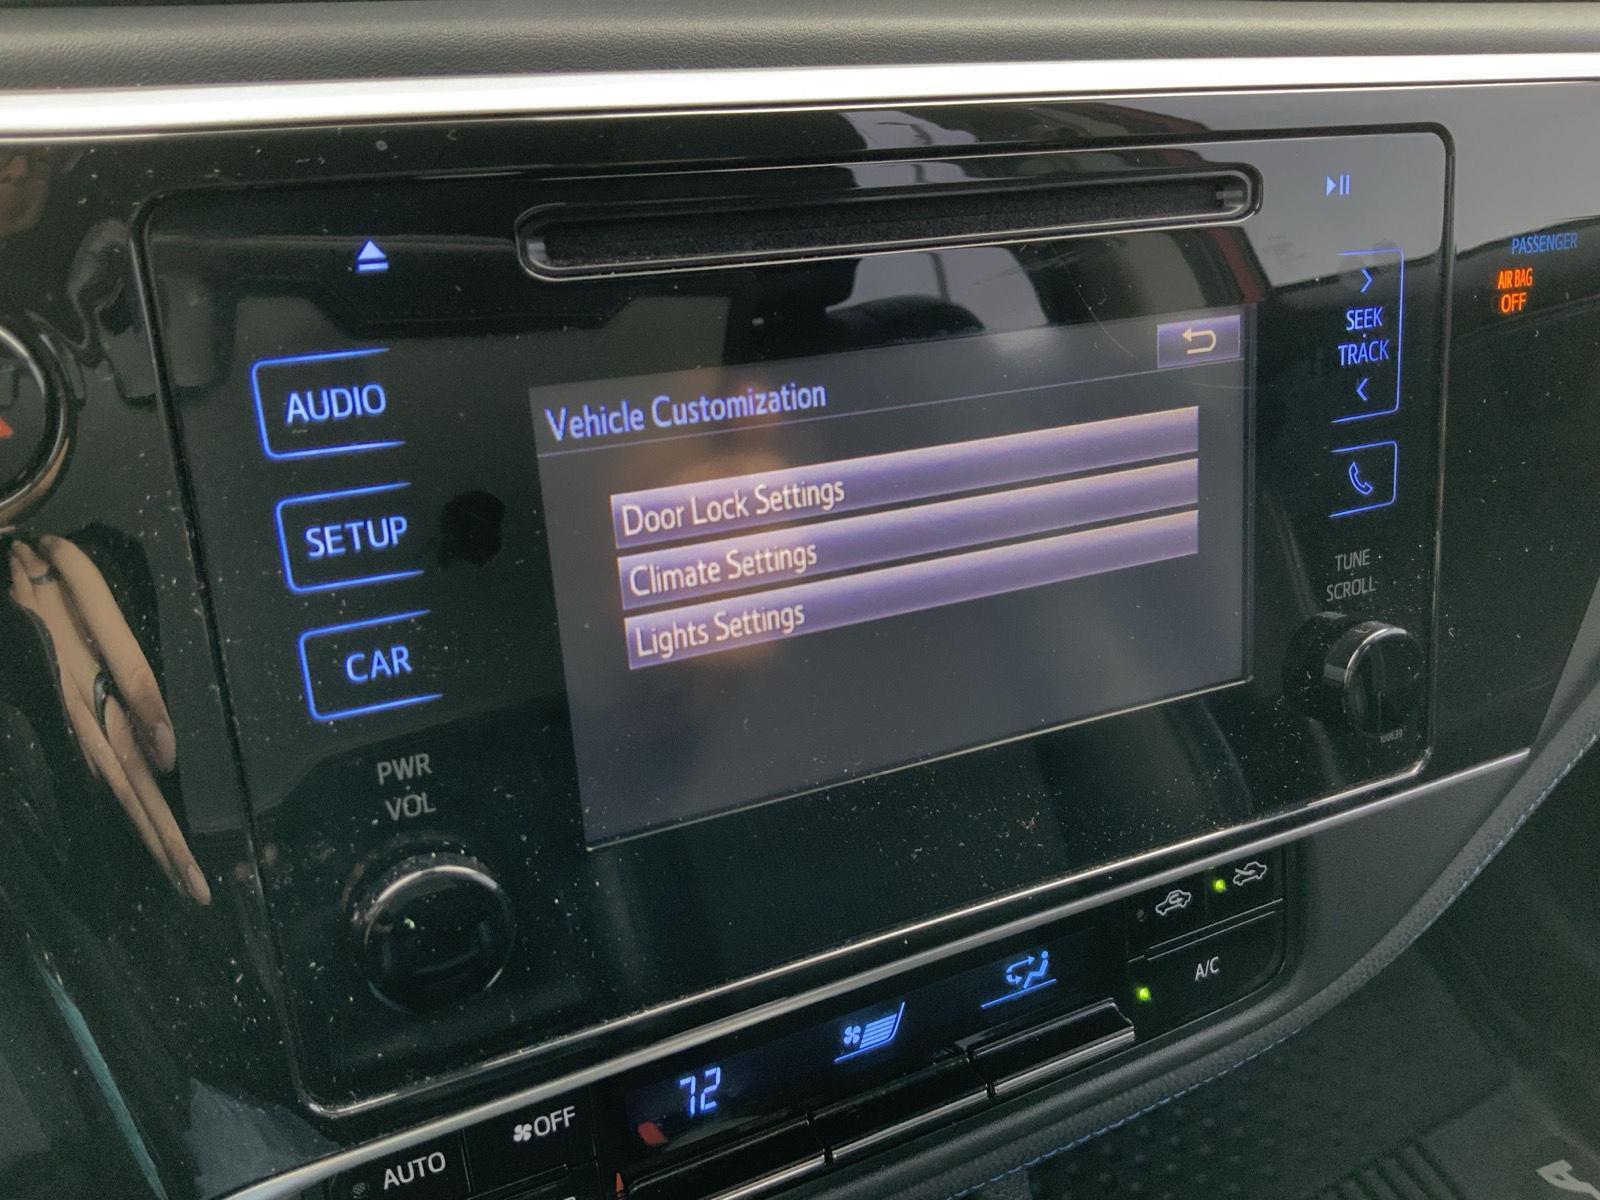 PASSENGER
AIR BAG
OFF
AUDIO
SETUP
CAR
PWR
VOL
Vehicle Customization
Door Lock Settings
Climate Settings
Lights Settings
SEEK
TRACK
TUNE
SCROLL
100639
A/C
72
OFF
AUTO